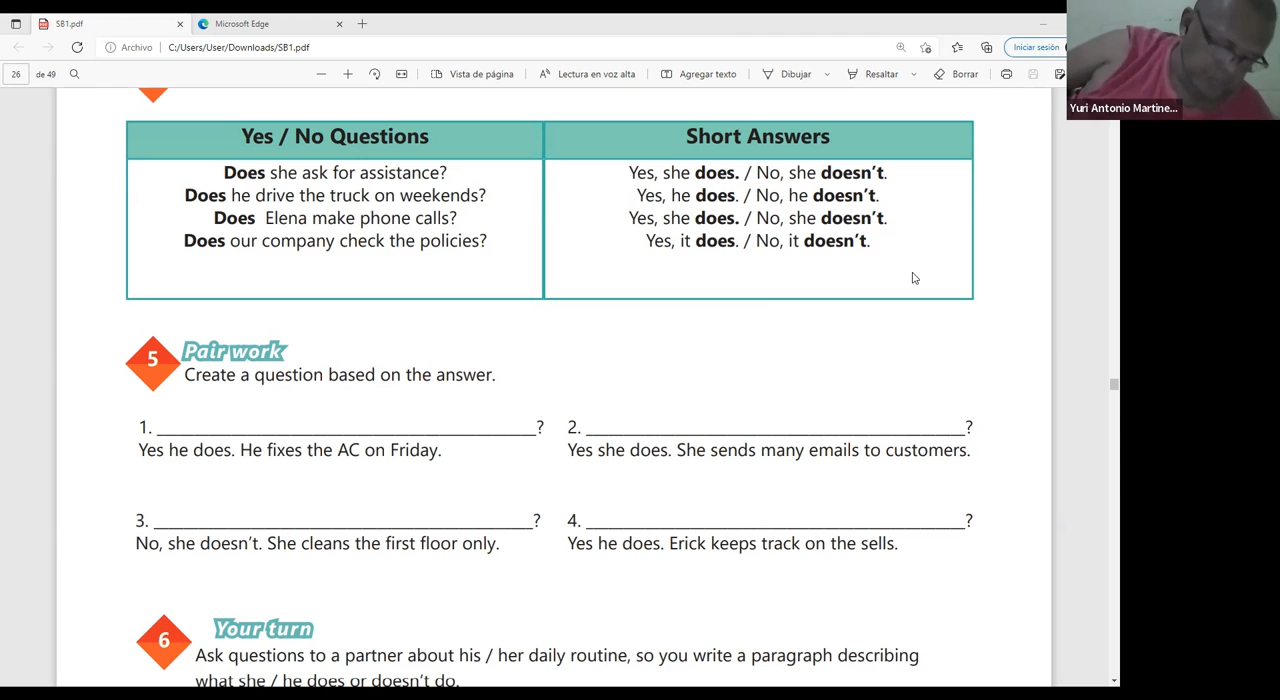 SB1.pdf
Microsoft Edge
Archivo
C:/Users/User/Downloads/SB1.pdf
Iniciar sesión
26 de 49
Vista de página
Lectura en voz alta
Agregar texto
Dibujar
Resaltar
Borrar
Yuri Antonio Martine...
Yes / No Questions
Short Answers
Does she ask for assistance?
Yes, she does. / No, she doesn't.
Does he drive the truck on weekends?
Yes, he does. / No, he doesn't.
Does Elena make phone calls?
Yes, she does. / No, she doesn't.
Does our company check the policies?
Yes, it does. / No, it doesn't.
5
Pair work
Create a question based on the answer.
1. ________________________________________?
2. ________________________________________?
Yes he does. He fixes the AC on Friday.
Yes she does. She sends many emails to customers.
3. ________________________________________?
4. ________________________________________?
No, she doesn't. She cleans the first floor only.
Yes he does. Erick keeps track on the sells.
6
Your turn
Ask questions to a partner about his / her daily routine, so you write a paragraph describing
what she / he does or doesn't do.